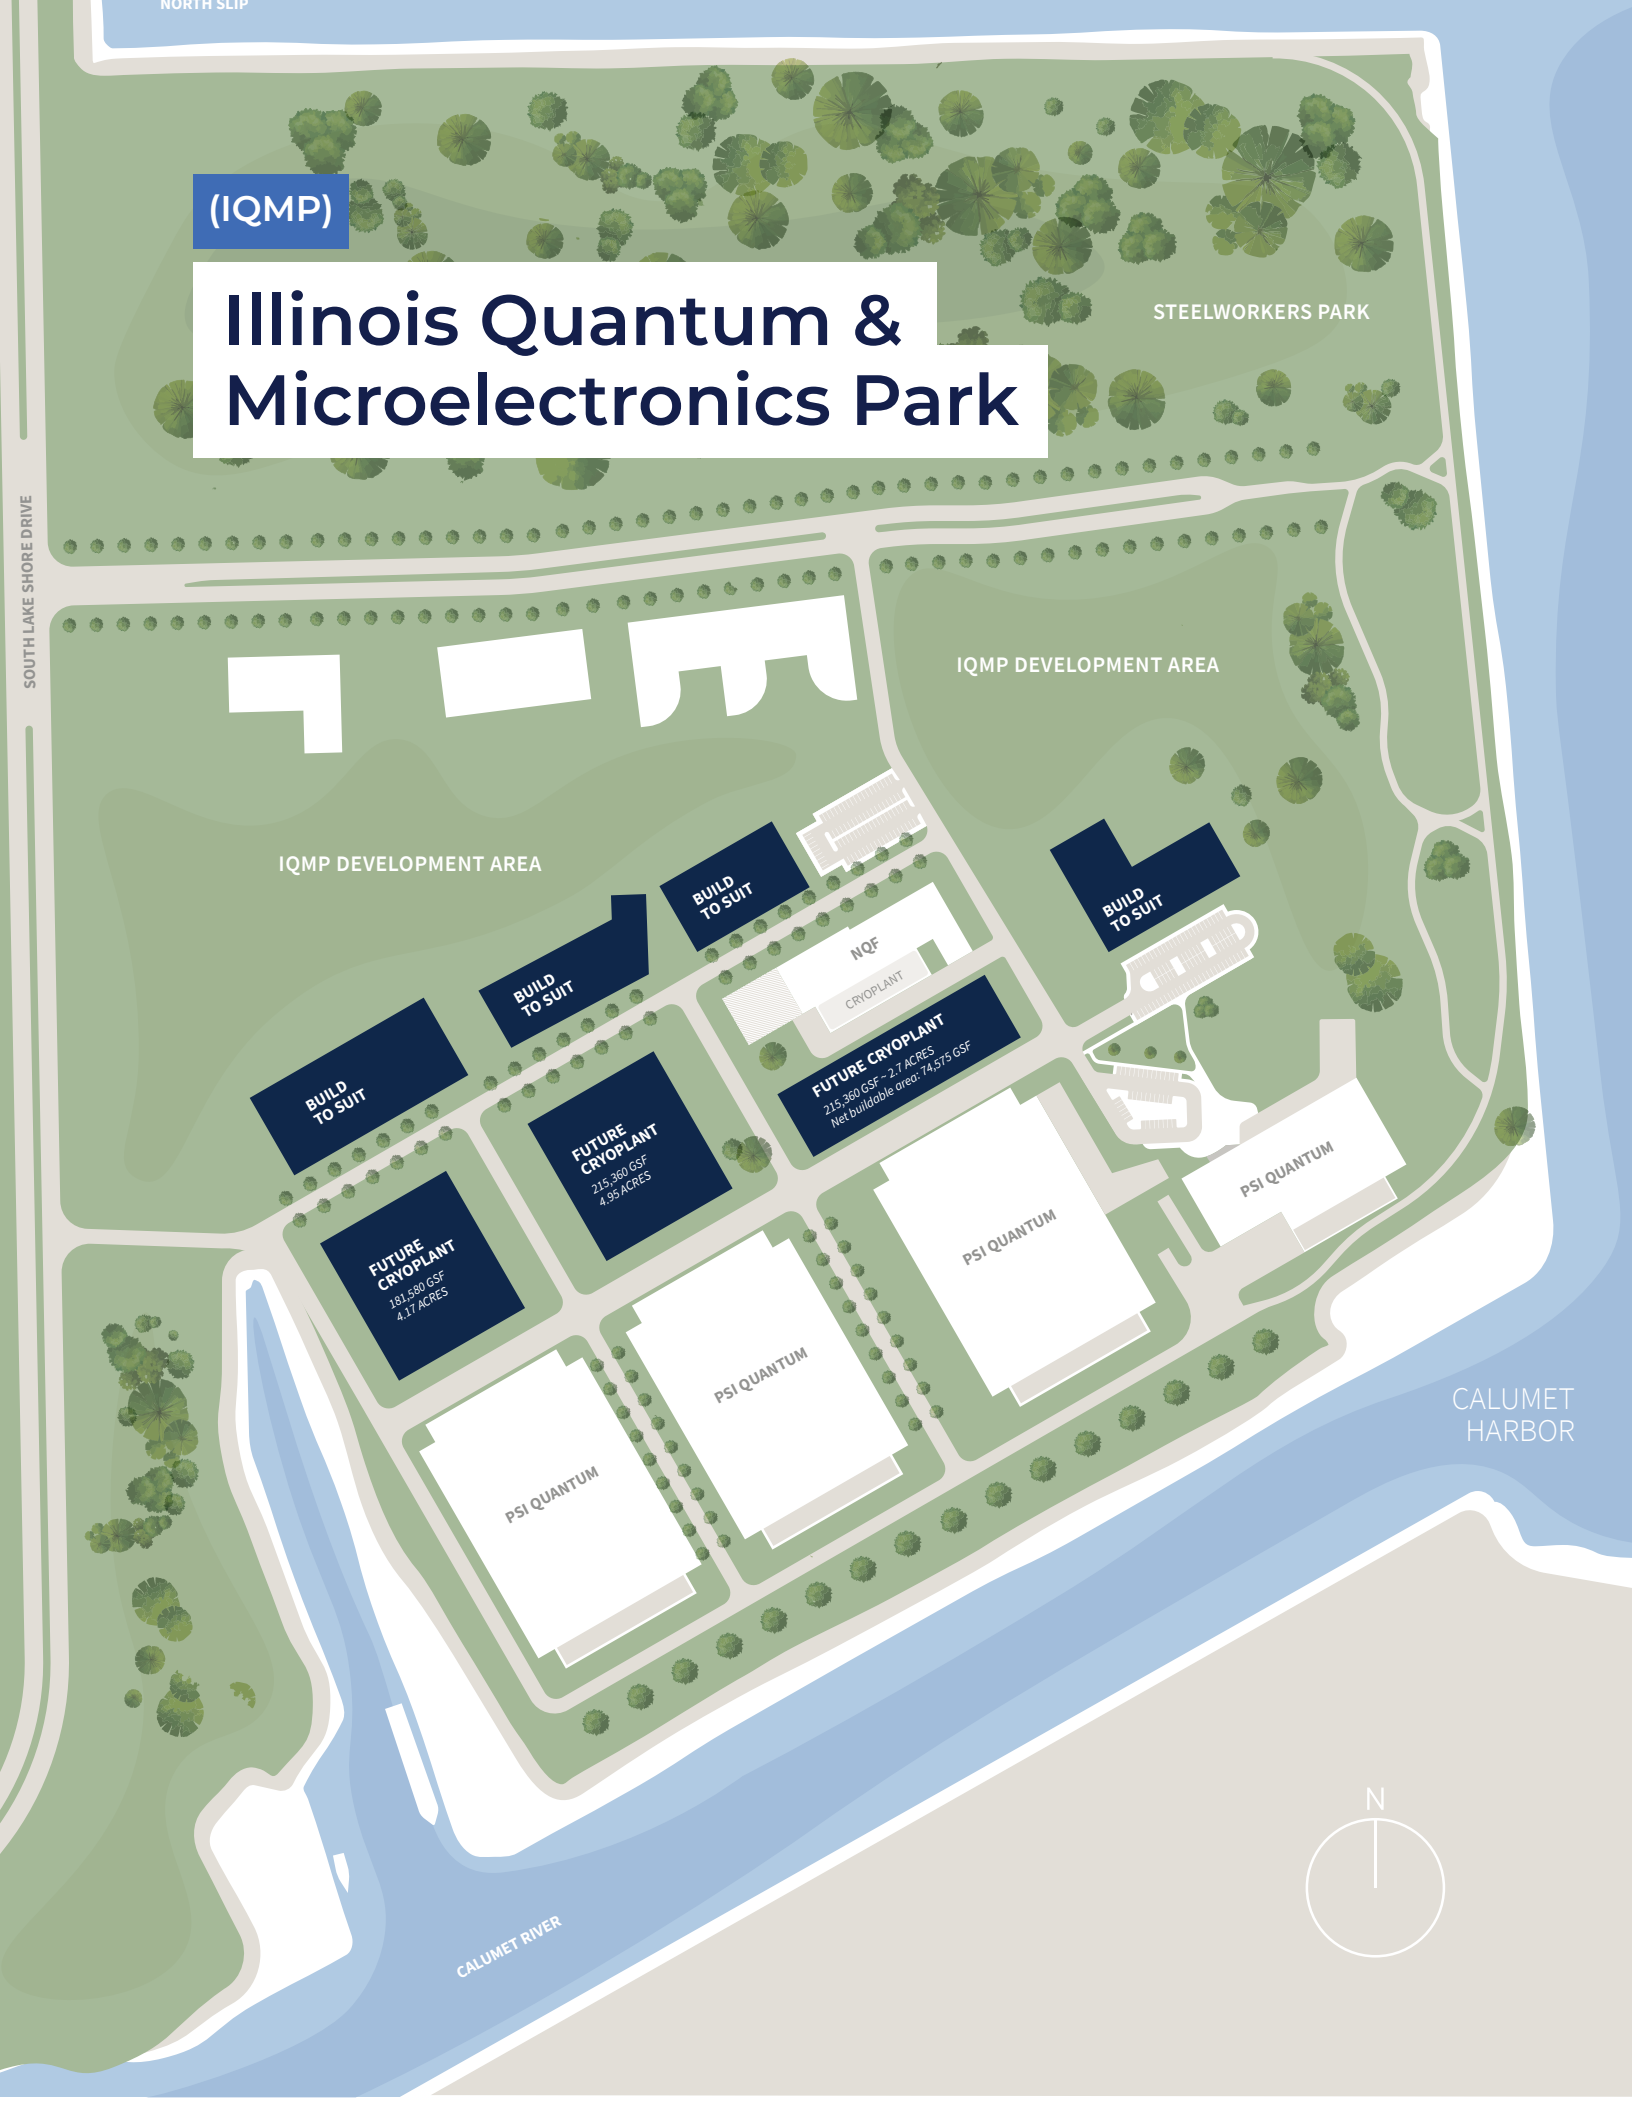 NORTH SLIP
(IQMP)
Illinois Quantum &
Microelectronics Park
STEELWORKERS PARK
SOUTH LAKE SHORE DRIVE
IQMP DEVELOPMENT AREA
IQMP DEVELOPMENT AREA
BUILD
TO SUIT
BUILD
TO SUIT
BUILD
TO SUIT
BUILD
TO SUIT
NQF
CRYOPLANT
FUTURE CRYOPLANT
215,360 GSF ~ 2.7 ACRES
Net buildable area: 74,575 GSF
FUTURE
CRYOPLANT
215,360 GSF
4.95 ACRES
FUTURE
CRYOPLANT
181,580 GSF
4.17 ACRES
PSI QUANTUM
PSI QUANTUM
PSI QUANTUM
PSI QUANTUM
CALUMET
HARBOR
N
CALUMET RIVER